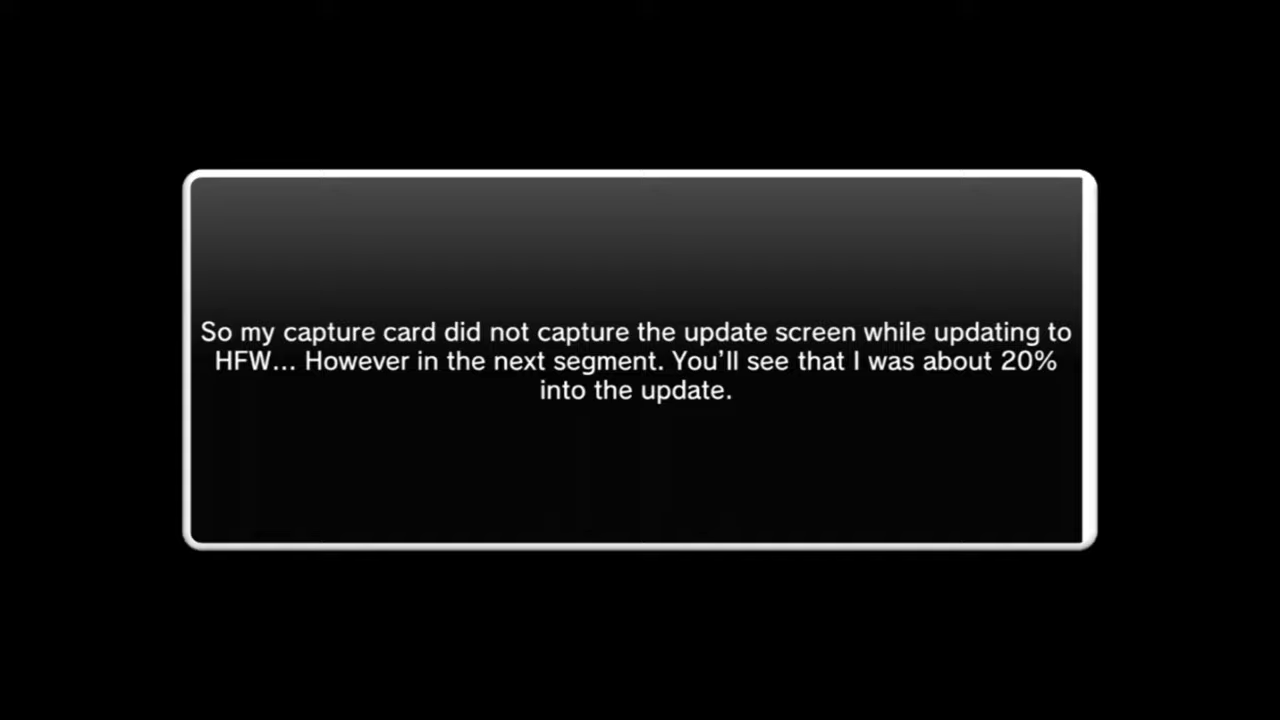 So my capture card did not capture the update screen while updating to
HFW... However in the next segment. You'll see that I was about 20%
into the update.